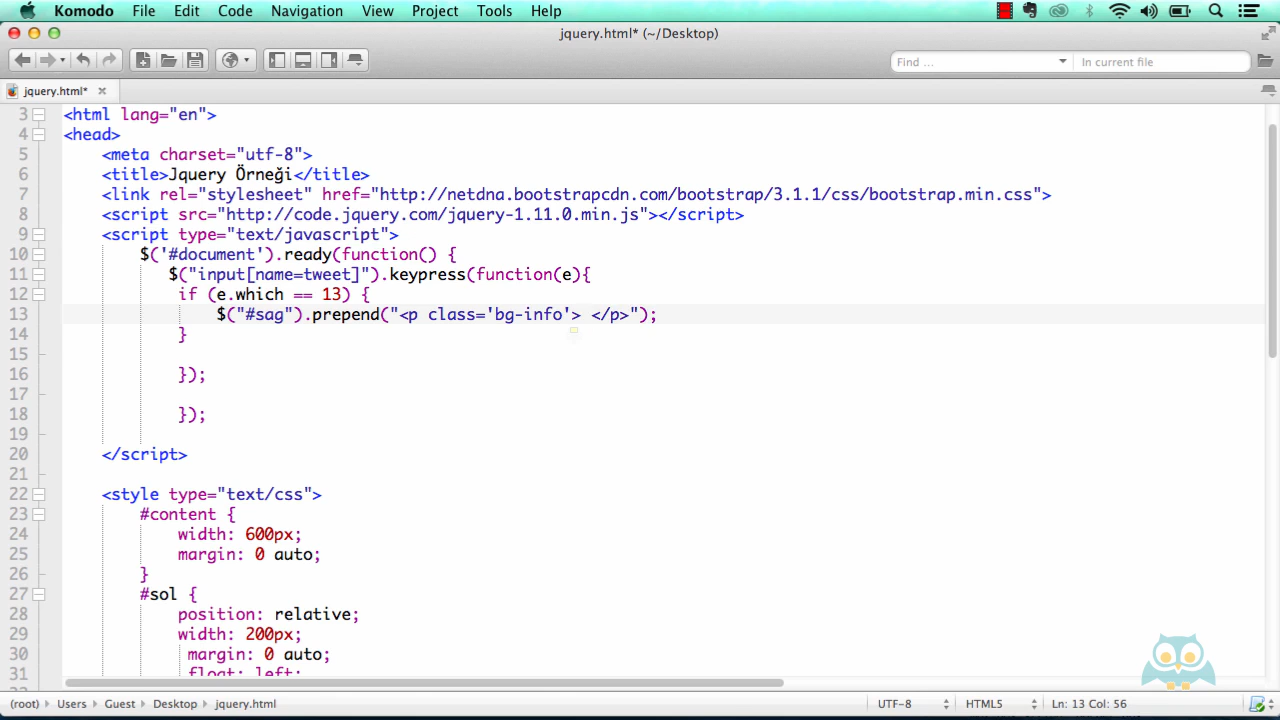 Komodo File Edit Code Navigation View Project Tools Help
jquery.html* (~/Desktop)
Find ... In current file
jquery.html*
3 <html lang="en">
4 <head>
5 <meta charset="utf-8">
6 <title>Jquery Örneği</title>
7 <link rel="stylesheet" href="http://netdna.bootstrapcdn.com/bootstrap/3.1.1/css/bootstrap.min.css">
8 <script src="http://code.jquery.com/jquery-1.11.0.min.js"></script>
9 <script type="text/javascript">
10 $('#document').ready(function() {
11 $("input[name=tweet]").keypress(function(e){
12 if (e.which == 13) {
13 $("#sag").prepend("<p class='bg-info'> </p>");
14 }
15
16 });
17
18 });
19
20 </script>
21
22 <style type="text/css">
23 #content {
24 width: 600px;
25 margin: 0 auto;
26 }
27 #sol {
28 position: relative;
29 width: 200px;
30 margin: 0 auto;
31 float: left;
(root) Users Guest Desktop jquery.html UTF-8 HTML5 Ln: 13 Col: 56